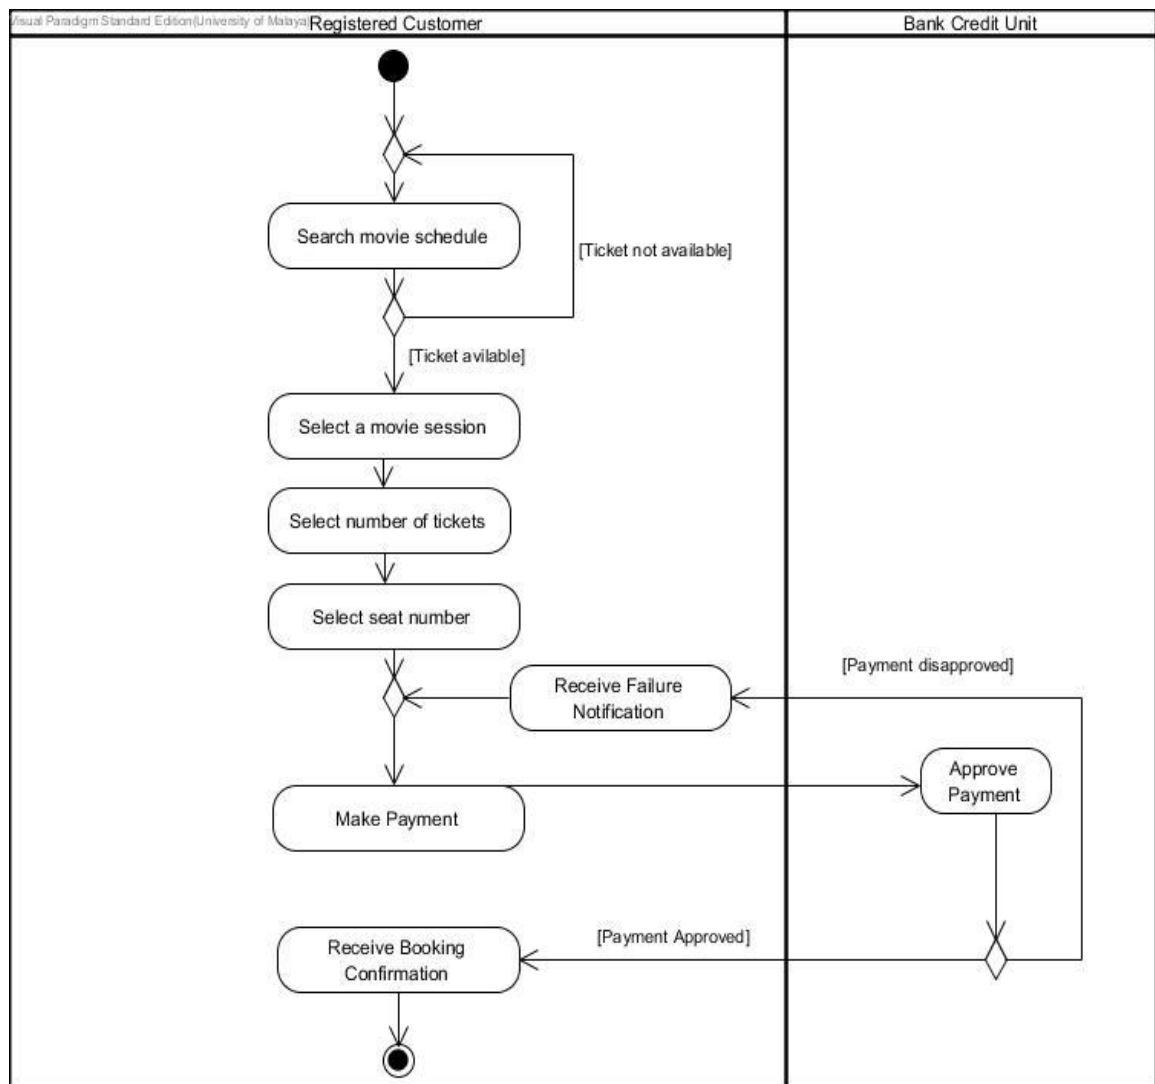 Visual Paradigm Standard Edition(University of Malaya)
Registered Customer
Bank Credit Unit
Search movie schedule
[Ticket not available]
[Ticket avilable]
Select a movie session
Select number of tickets
Select seat number
[Payment disapproved]
Receive Failure
Notification
Approve
Payment
Make Payment
[Payment Approved]
Receive Booking
Confirmation